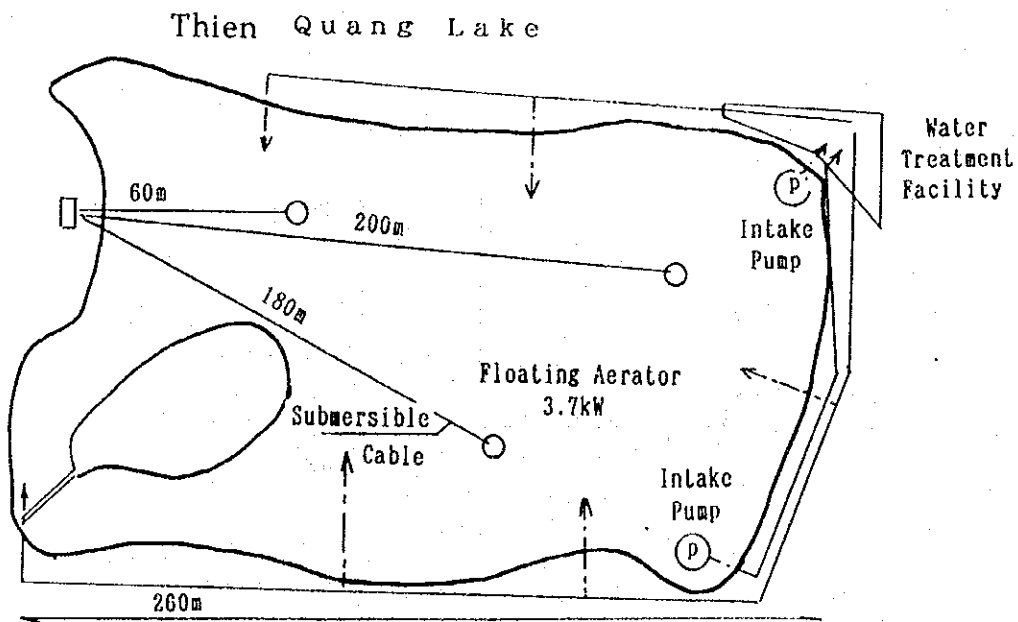 Thien Quang Lake
Water
Treatment
Facility
60m
P
200m
Intake
Pump
180m
Floating Aerator
3.7kW
Submersible
Cable
Intake
Pump
P
260m